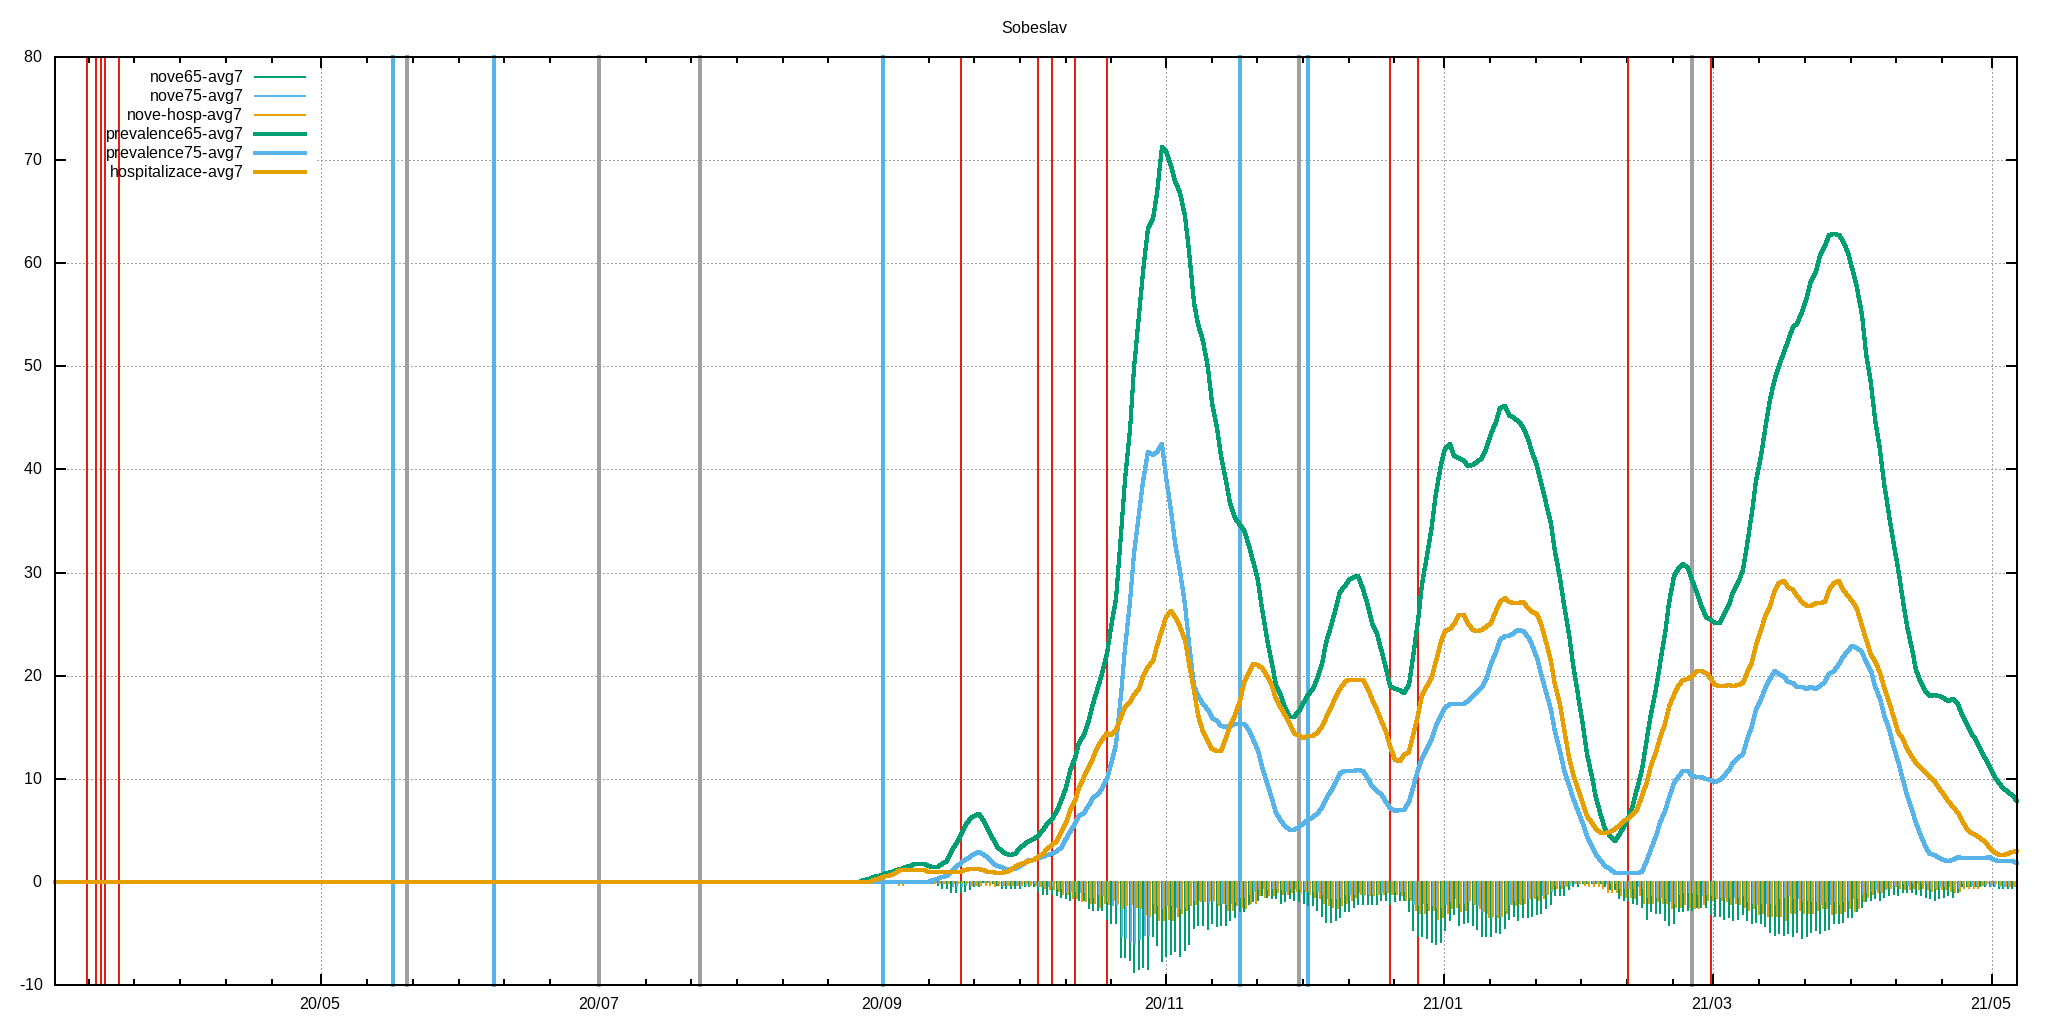 Sobeslav
80
70
60
50
40
30
20
10
0
-10
nove65-avg7
nove75-avg7
nove-hosp-avg7
prevalence65-avg7
prevalence75-avg7
hospitalizace-avg7
20/05 20/07 20/09 20/11 21/01 21/03 21/05